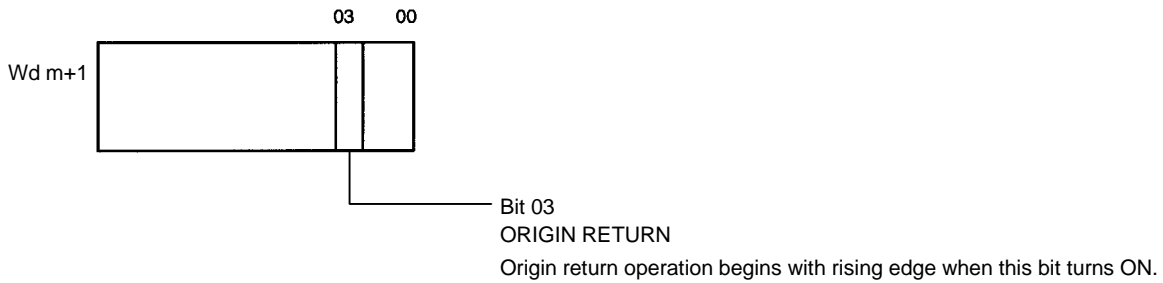 03 00
Wd m+1
Bit 03
ORIGIN RETURN
Origin return operation begins with rising edge when this bit turns ON.